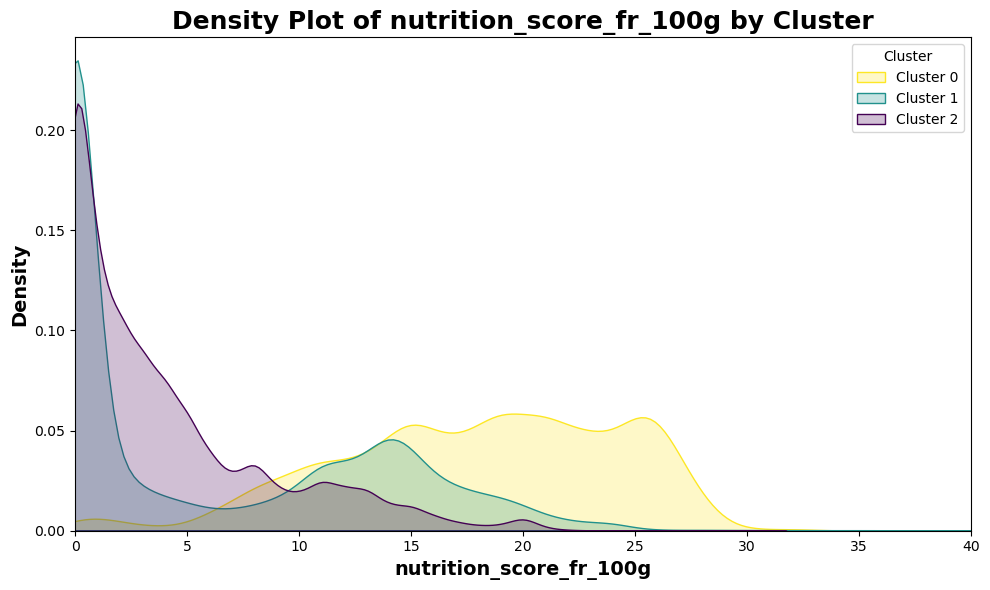 Density Plot of nutrition_score_fr_100g by Cluster
Cluster
Cluster 0
Cluster 1
Cluster 2
Density
0.20
0.15
0.10
0.05
0.00
0 5 10 15 20 25 30 35 40
nutrition_score_fr_100g